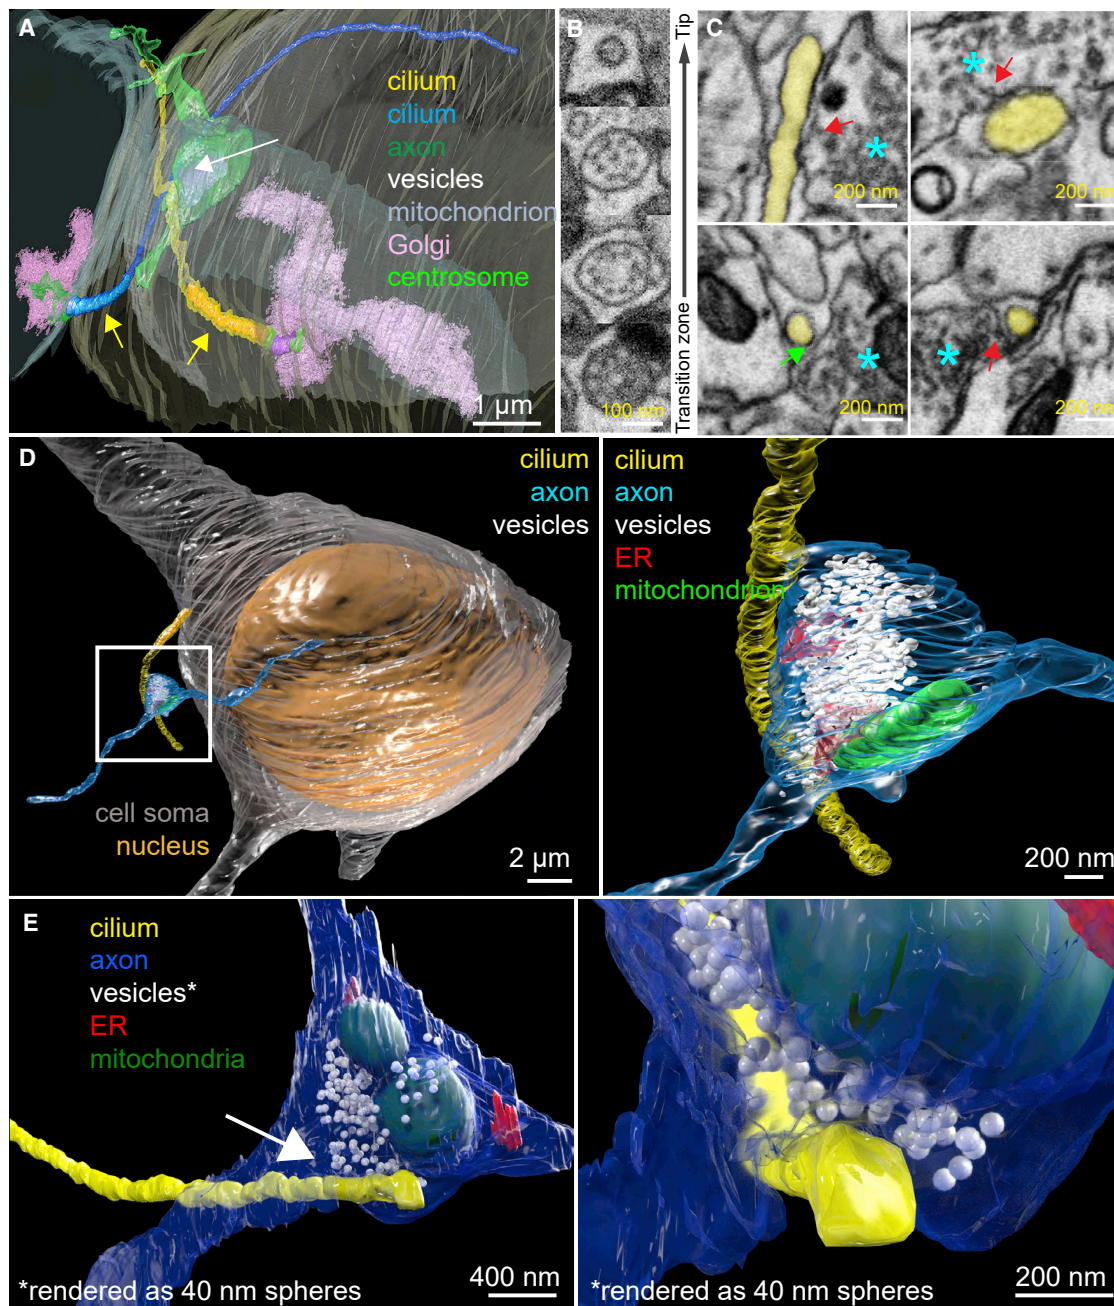 A
cilium
cilium
axon
vesicles
mitochondrion
Golgi
centrosome
1 µm
B
100 nm
Transition zone
Tip
C
*
*
200 nm
200 nm
*
*
200 nm
200 nm
D
cilium
axon
vesicles
cell soma
nucleus
2 µm
cilium
axon
vesicles
ER
mitochondrion
200 nm
E
cilium
axon
vesicles*
ER
mitochondria
*rendered as 40 nm spheres
400 nm
*rendered as 40 nm spheres
200 nm